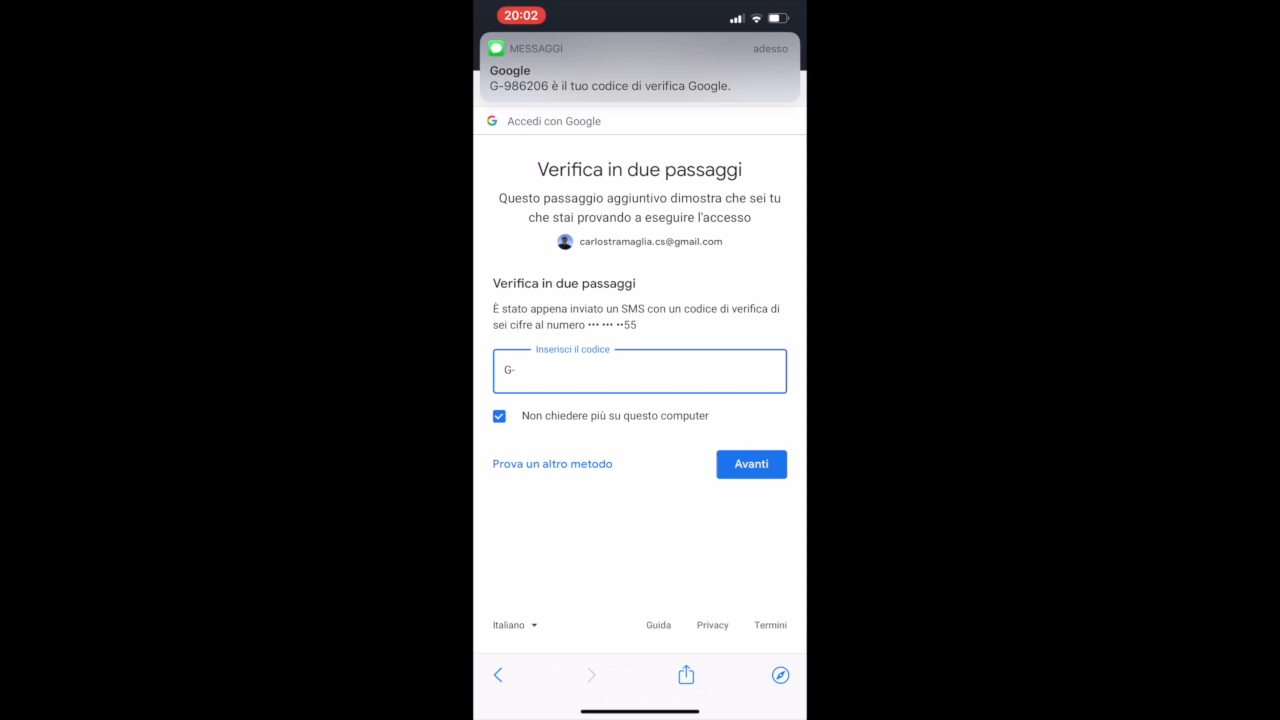 20:02
MESSAGGI adesso
Google
G-986206 è il tuo codice di verifica Google.
Accedi con Google
Verifica in due passaggi
Questo passaggio aggiuntivo dimostra che sei tu
che stai provando a eseguire l'accesso
carlostramaglia.cs@gmail.com
Verifica in due passaggi
È stato appena inviato un SMS con un codice di verifica di
sei cifre al numero ••• ••• ••55
Inserisci il codice
G-
Non chiedere più su questo computer
Prova un altro metodo Avanti
Italiano Guida Privacy Termini